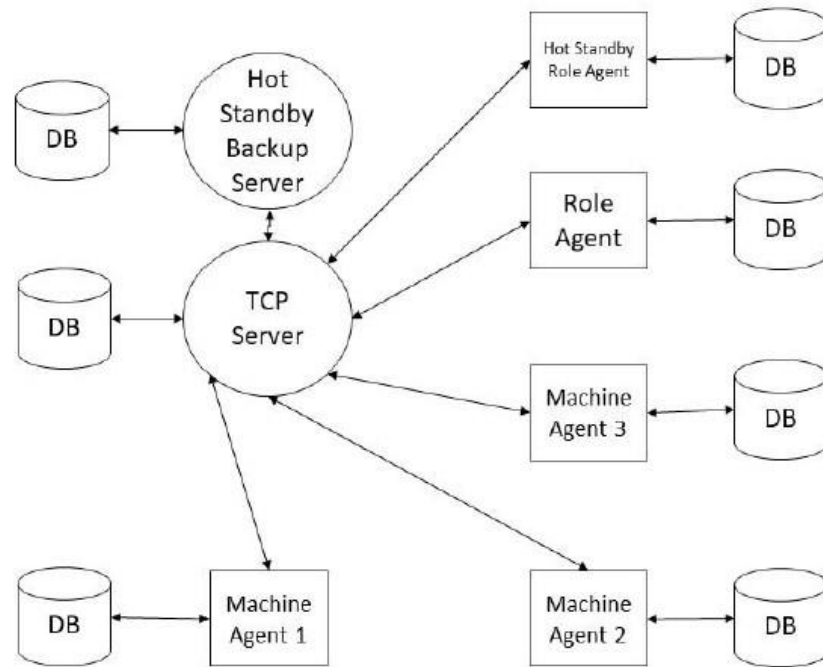 Hot Standby
Role Agent
DB
Hot
Standby
Backup
Server
DB
Role
Agent
DB
TCP
Server
DB
Machine
Agent 3
DB
DB
Machine
Agent 1
Machine
Agent 2
DB